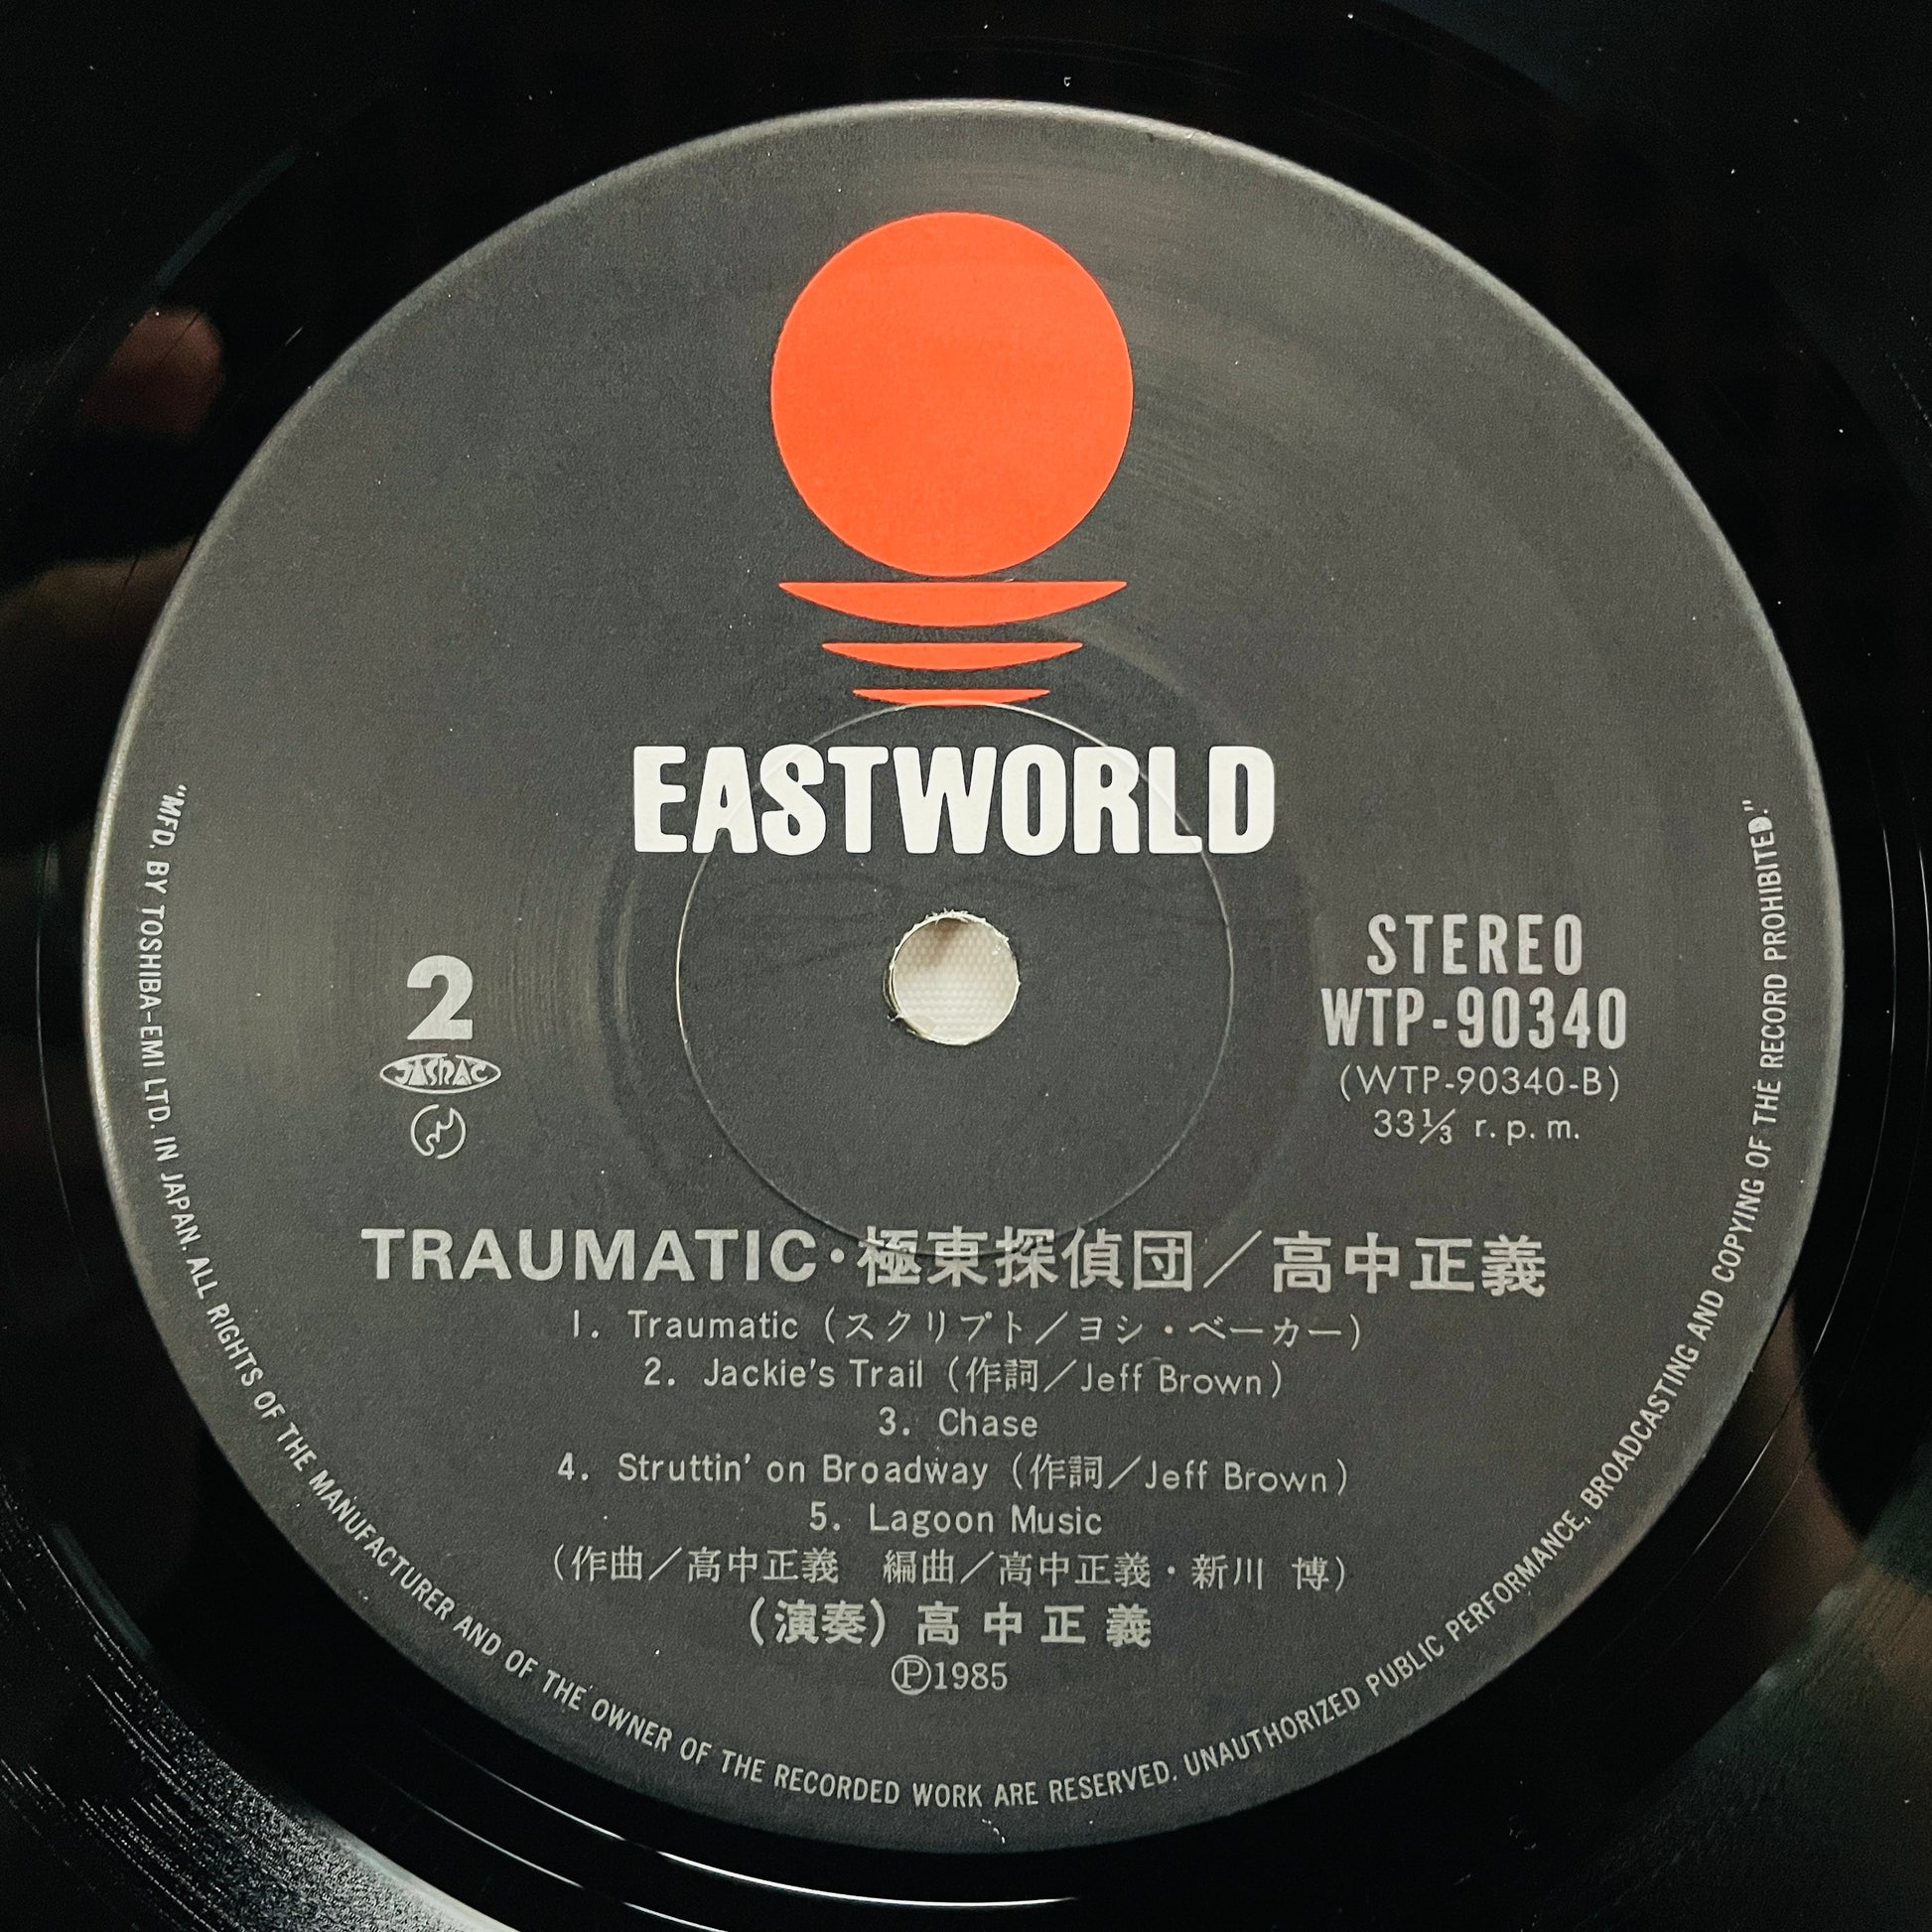 EASTWORLD
2
JASRAC
STEREO
WTP-90340
(WTP-90340-B)
33⅓ r.p.m.
TRAUMATIC・極東探偵団／高中正義
1. Traumatic (スクリプト／ヨシ・ベーカー)
2. Jackie's Trail (作詞／Jeff Brown)
3. Chase
4. Struttin' on Broadway (作詞／Jeff Brown)
5. Lagoon Music
(作曲／高中正義　編曲／高中正義・新川 博)
(演奏) 高中正義
Ⓟ1985
"MFD. BY TOSHIBA-EMI LTD. IN JAPAN. ALL RIGHTS OF THE MANUFACTURER AND OF THE OWNER OF THE RECORDED WORK ARE RESERVED. UNAUTHORIZED PUBLIC PERFORMANCE, BROADCASTING AND COPYING OF THE RECORD PROHIBITED."